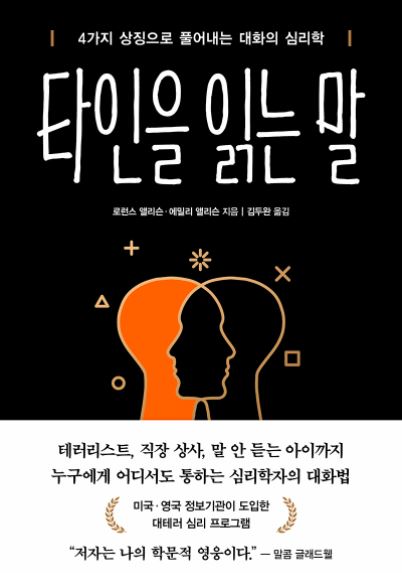 4가지 상징으로 풀어내는 대화의 심리학
타인을 읽는 말
로런스 앨리슨·에밀리 앨리슨 지음 | 김두완 옮김
테러리스트, 직장 상사, 말 안 듣는 아이까지
누구에게 어디서도 통하는 심리학자의 대화법
미국·영국 정보기관이 도입한
대테러 심리 프로그램
“저자는 나의 학문적 영웅이다.” — 말콤 글래드웰